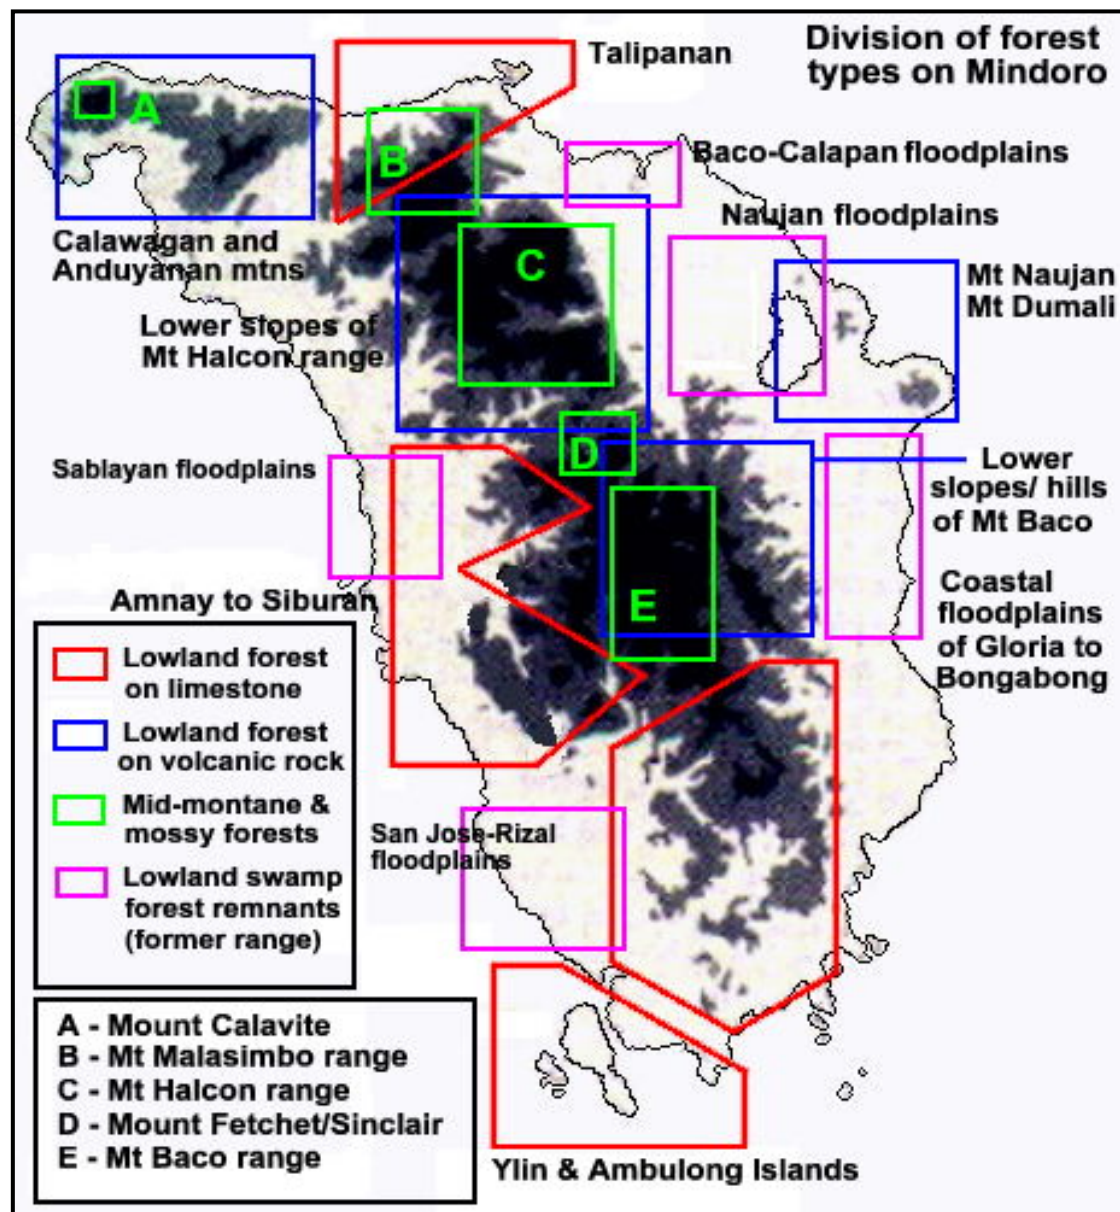 Division of forest
types on Mindoro
Talipanan
A
B
Baco-Calapan floodplains
Naujan floodplains
Calawagan and
Anduyanan mtns
C
Mt Naujan
Mt Dumali
Lower slopes of
Mt Halcon range
D
Sablayan floodplains
Lower
slopes/ hills
of Mt Baco
E
Coastal
floodplains
of Gloria to
Bongabong
Amnay to Siburan
Lowland forest
on limestone
Lowland forest
on volcanic rock
Mid-montane &
mossy forests
Lowland swamp
forest remnants
(former range)
San Jose-Rizal
floodplains
A - Mount Calavite
B - Mt Malasimbo range
C - Mt Halcon range
D - Mount Fetchet/Sinclair
E - Mt Baco range
Ylin & Ambulong Islands